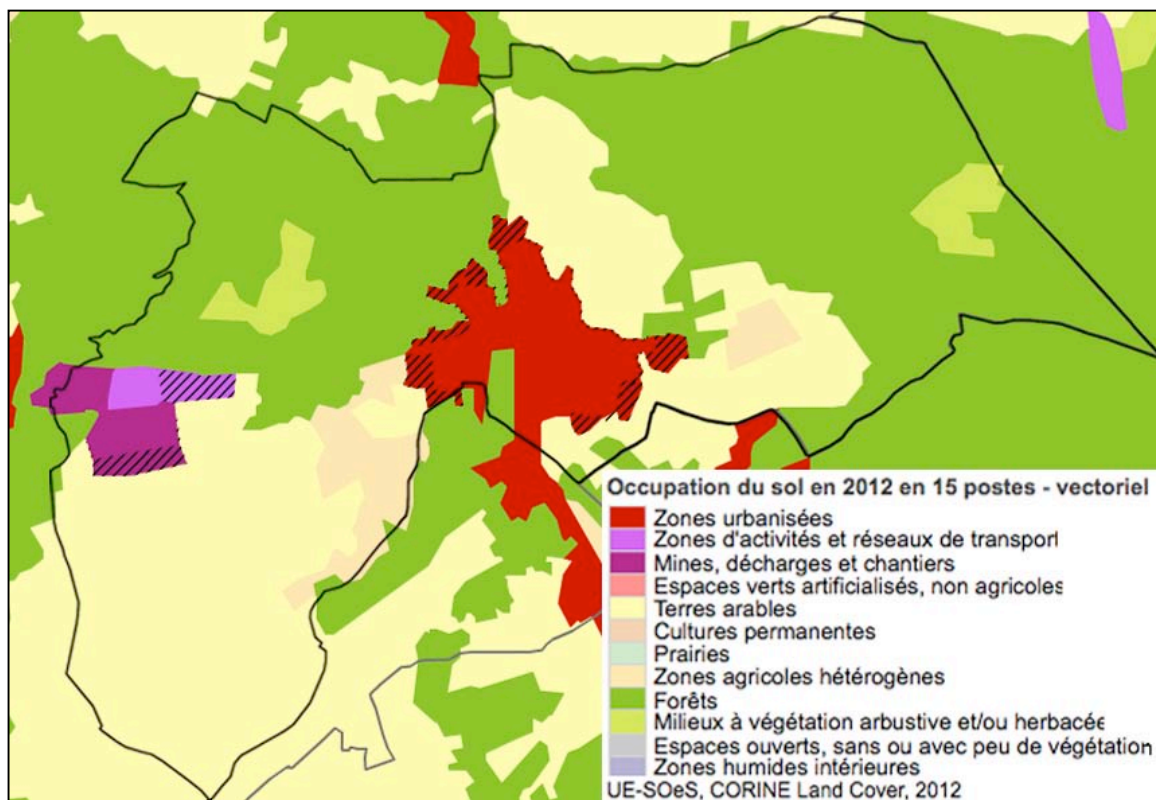 Occupation du sol en 2012 en 15 postes - vectoriel
Zones urbanisées
Zones d'activités et réseaux de transport
Mines, décharges et chantiers
Espaces verts artificialisés, non agricoles
Terres arables
Cultures permanentes
Prairies
Zones agricoles hétérogènes
Forêts
Milieux à végétation arbustive et/ou herbacée
Espaces ouverts, sans ou avec peu de végétation
Zones humides intérieures
UE-SOeS, CORINE Land Cover, 2012